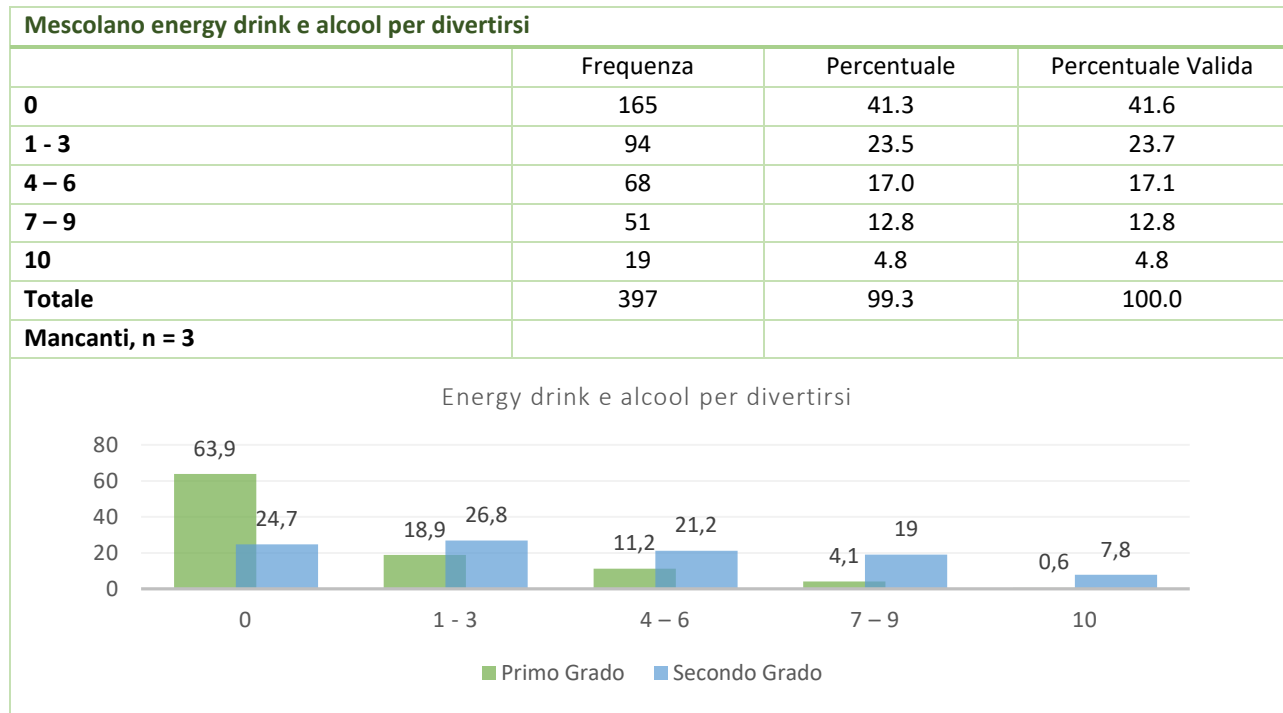 Mescolano energy drink e alcool per divertirsi
Frequenza Percentuale Percentuale Valida
0 165 41.3 41.6
1 - 3 94 23.5 23.7
4 – 6 68 17.0 17.1
7 – 9 51 12.8 12.8
10 19 4.8 4.8
Totale 397 99.3 100.0
Mancanti, n = 3
Energy drink e alcool per divertirsi
80
60
40
20
0
63,9 24,7 18,9 26,8 11,2 21,2 4,1 19 0,6 7,8
0 1 - 3 4 – 6 7 – 9 10
Primo Grado Secondo Grado